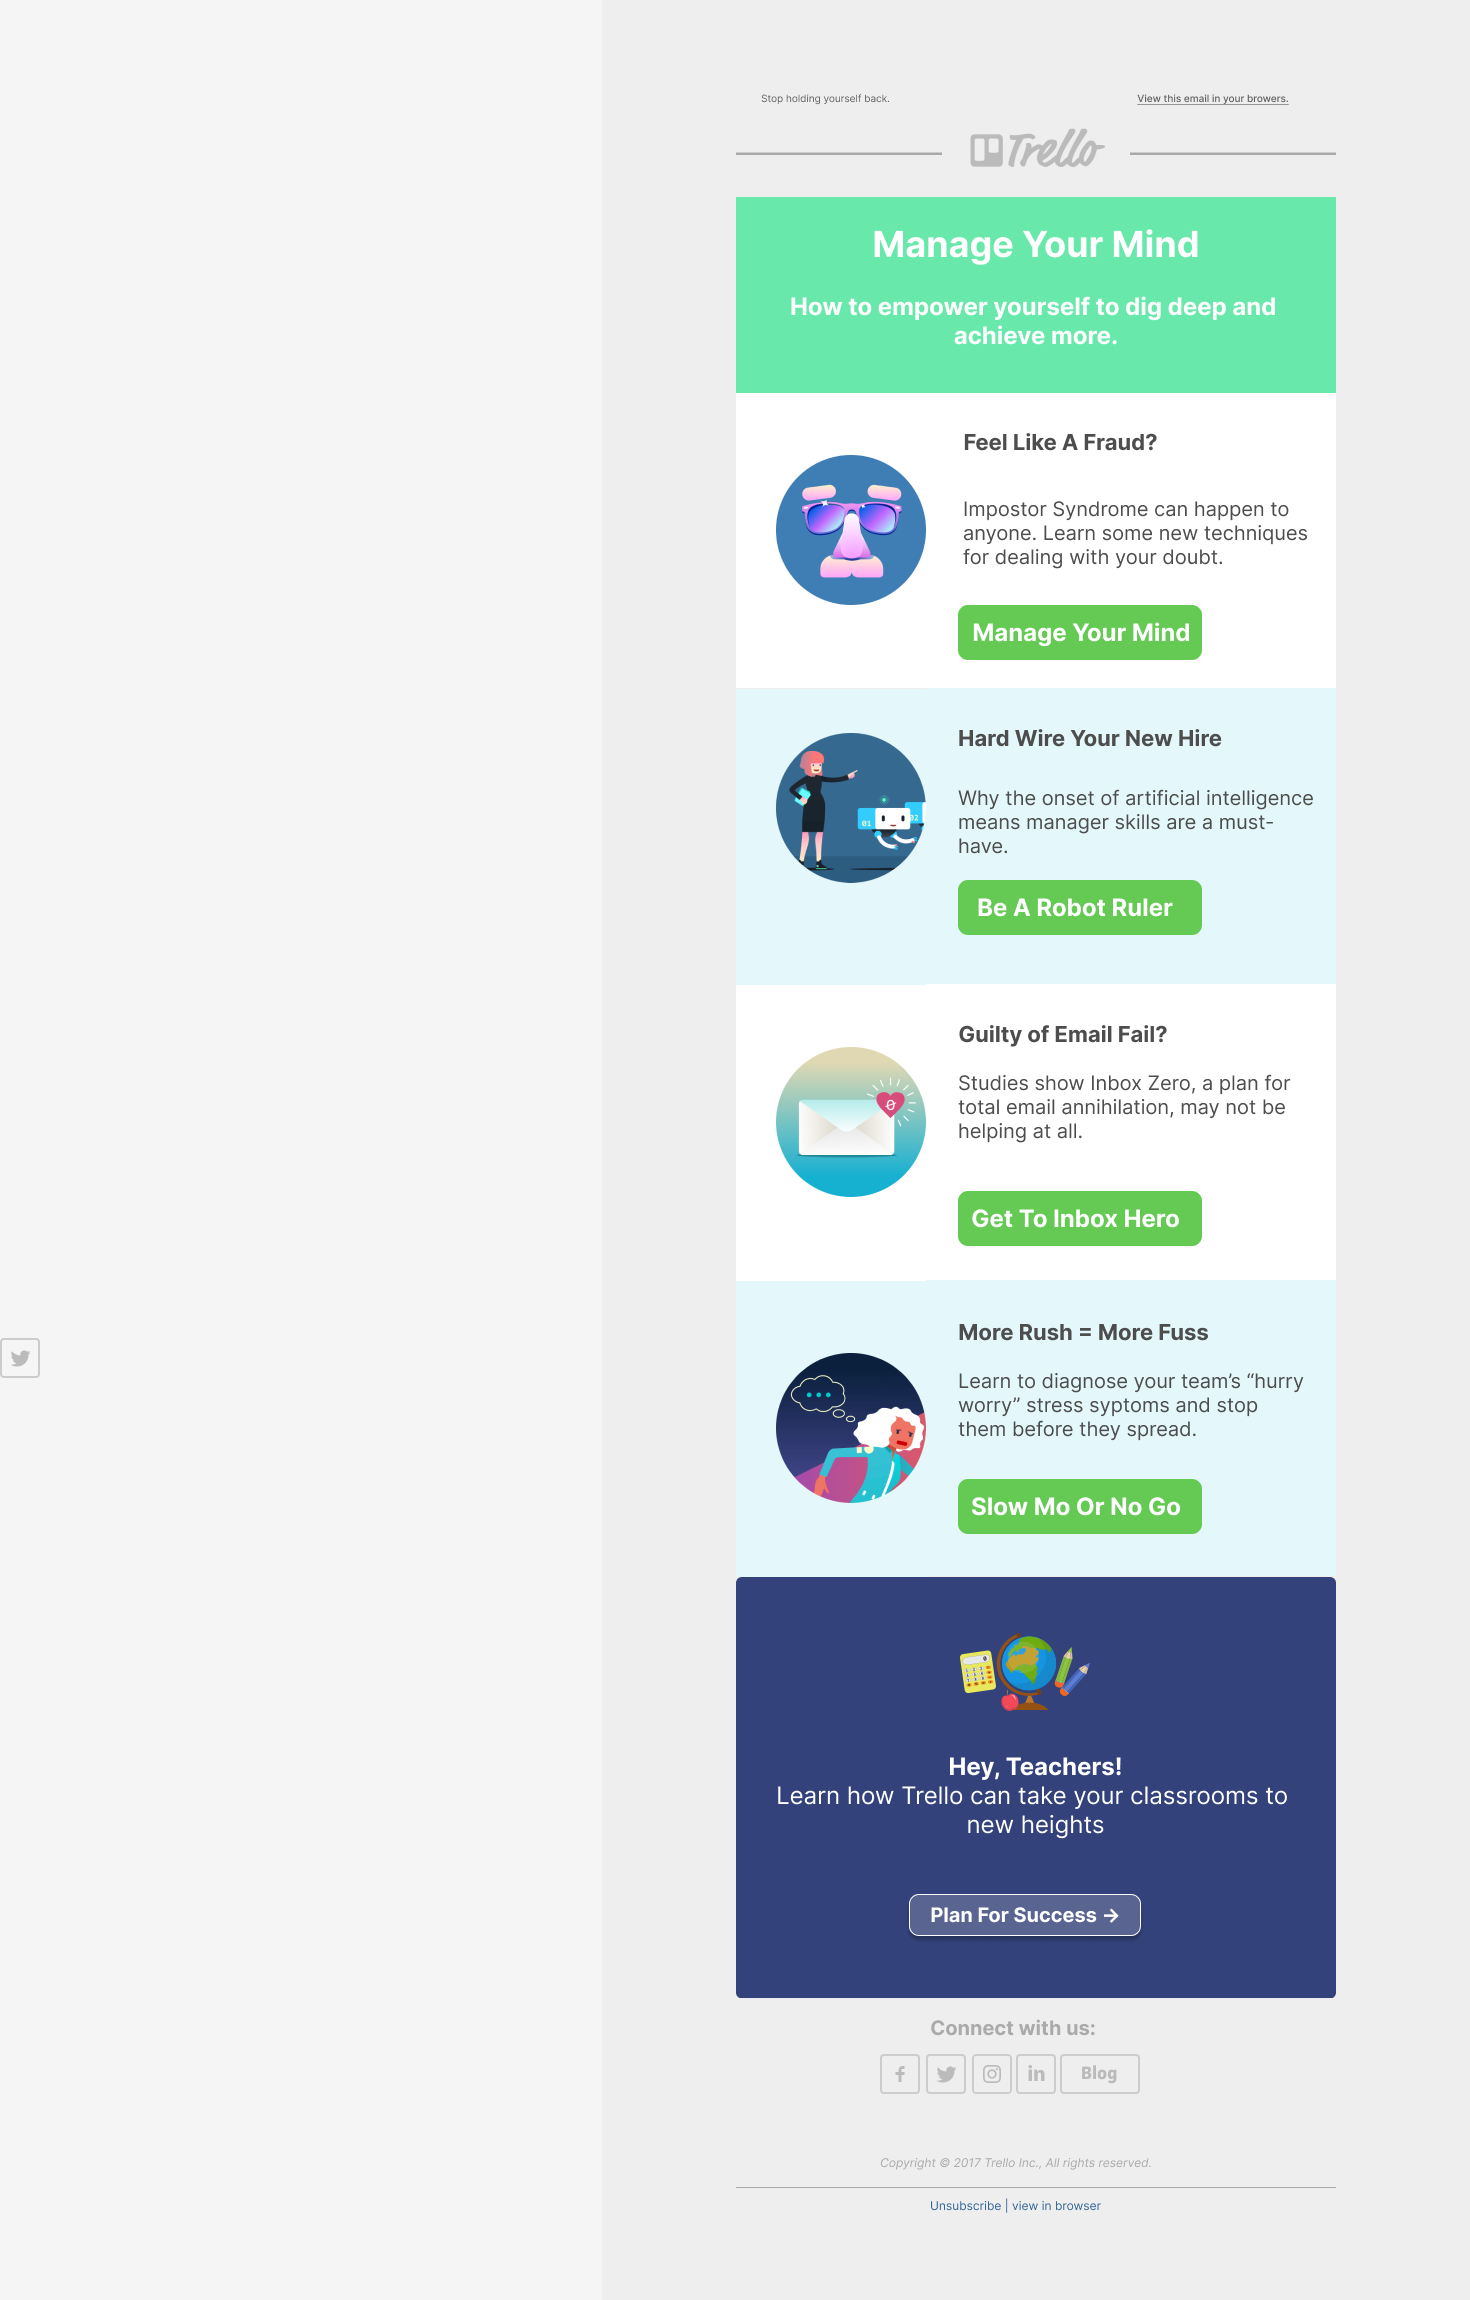 Stop holding yourself back.
View this email in your browers.
Trello
Manage Your Mind
How to empower yourself to dig deep and
achieve more.
Feel Like A Fraud?
Impostor Syndrome can happen to
anyone. Learn some new techniques
for dealing with your doubt.
Manage Your Mind
Hard Wire Your New Hire
Why the onset of artificial intelligence
means manager skills are a must-
have.
01
02
Be A Robot Ruler
Guilty of Email Fail?
Studies show Inbox Zero, a plan for
total email annihilation, may not be
helping at all.
0
Get To Inbox Hero
More Rush = More Fuss
Learn to diagnose your team’s “hurry
worry” stress syptoms and stop
them before they spread.
Slow Mo Or No Go
Hey, Teachers!
Learn how Trello can take your classrooms to
new heights
Plan For Success →
Connect with us:
f
in
Blog
Copyright © 2017 Trello Inc., All rights reserved.
Unsubscribe | view in browser